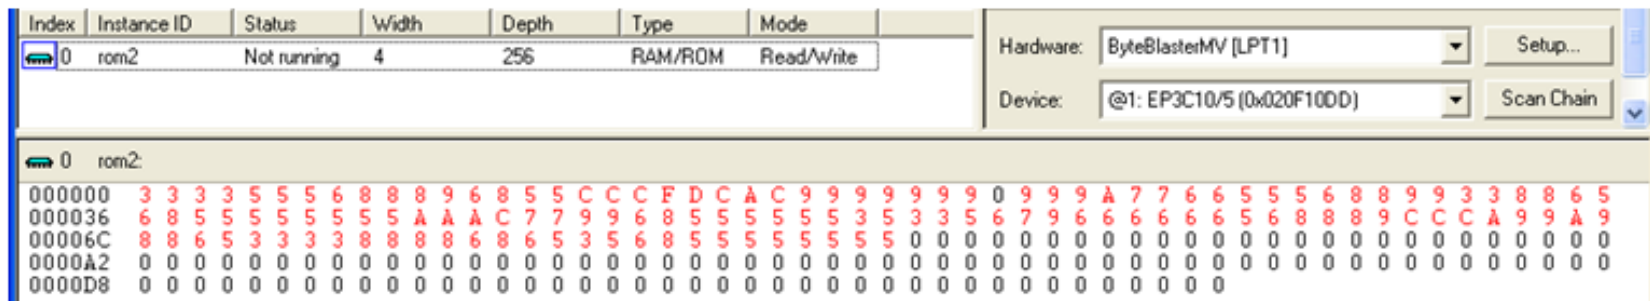 Index Instance ID Status Width Depth Type Mode
0 rom2 Not running 4 256 RAM/ROM Read/Write
Hardware: ByteBlasterMV [LPT1] Setup...
Device: @1: EP3C10/5 (0x020F10DD) Scan Chain
0 rom2:
000000 3 3 3 3 5 5 5 6 8 8 8 9 6 8 5 5 C C C F D C A C 9 9 9 9 9 9 9 0 9 9 9 A 7 7 6 6 5 5 5 6 8 8 9 9 3 3 8 8 6 5
000036 6 8 5 5 5 5 5 5 5 5 A A A C 7 7 9 9 6 8 5 5 5 5 5 5 3 5 3 3 5 6 7 9 6 6 6 6 6 6 5 6 8 8 8 9 C C C A 9 9 A 9
00006C 8 8 6 5 3 3 3 3 8 8 8 8 6 8 6 5 3 5 6 8 5 5 5 5 5 5 5 5 0 0 0 0 0 0 0 0 0 0 0 0 0 0 0 0 0 0 0 0 0 0 0 0 0 0
0000A2 0 0 0 0 0 0 0 0 0 0 0 0 0 0 0 0 0 0 0 0 0 0 0 0 0 0 0 0 0 0 0 0 0 0 0 0 0 0 0 0 0 0 0 0 0 0 0 0 0 0 0 0 0 0
0000D8 0 0 0 0 0 0 0 0 0 0 0 0 0 0 0 0 0 0 0 0 0 0 0 0 0 0 0 0 0 0 0 0 0 0 0 0 0 0 0 0